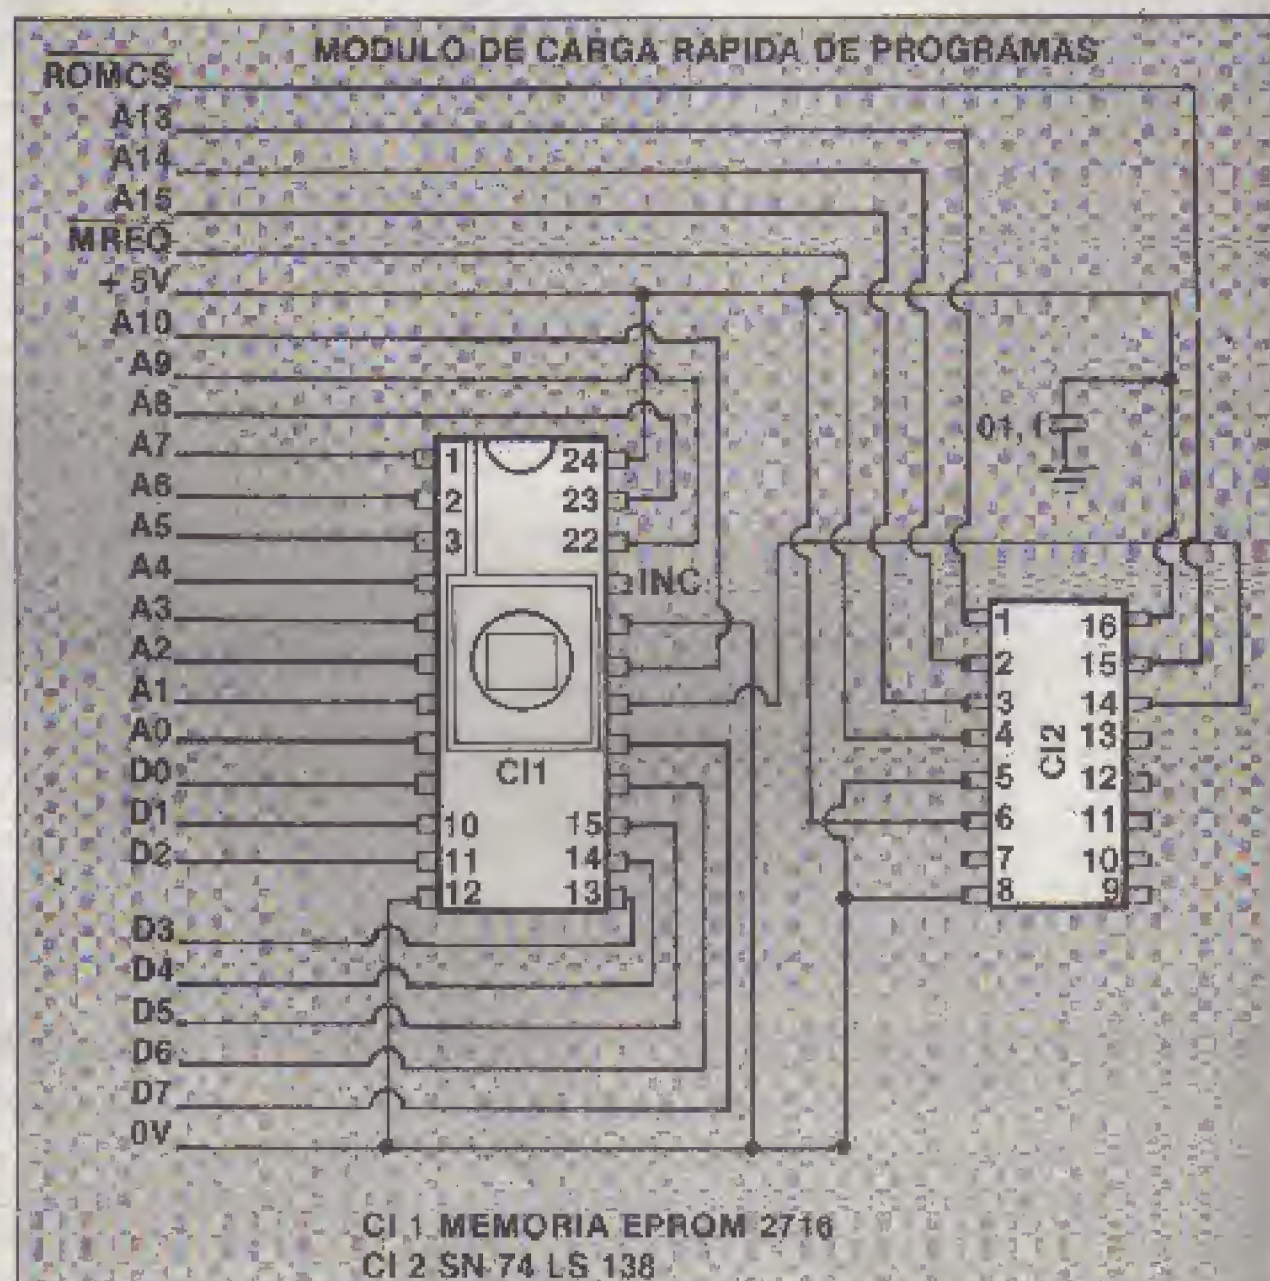 MODULO DE CARGA RAPIDA DE PROGRAMAS
ROMCS
A13
A14
A15
MREQ
+ 5V
A10
A9
A8
A7
A6
A5
A4
A3
A2
A1
A0
D0
D1
D2
D3
D4
D5
D6
D7
0V
1
2
3
10
11
12
24
23
22
INC
15
14
13
CI1
01,
1
2
3
4
5
6
7
8
16
15
14
13
12
11
10
9
CI2
CI 1 MEMORIA EPROM 2716
CI 2 SN-74 LS 138